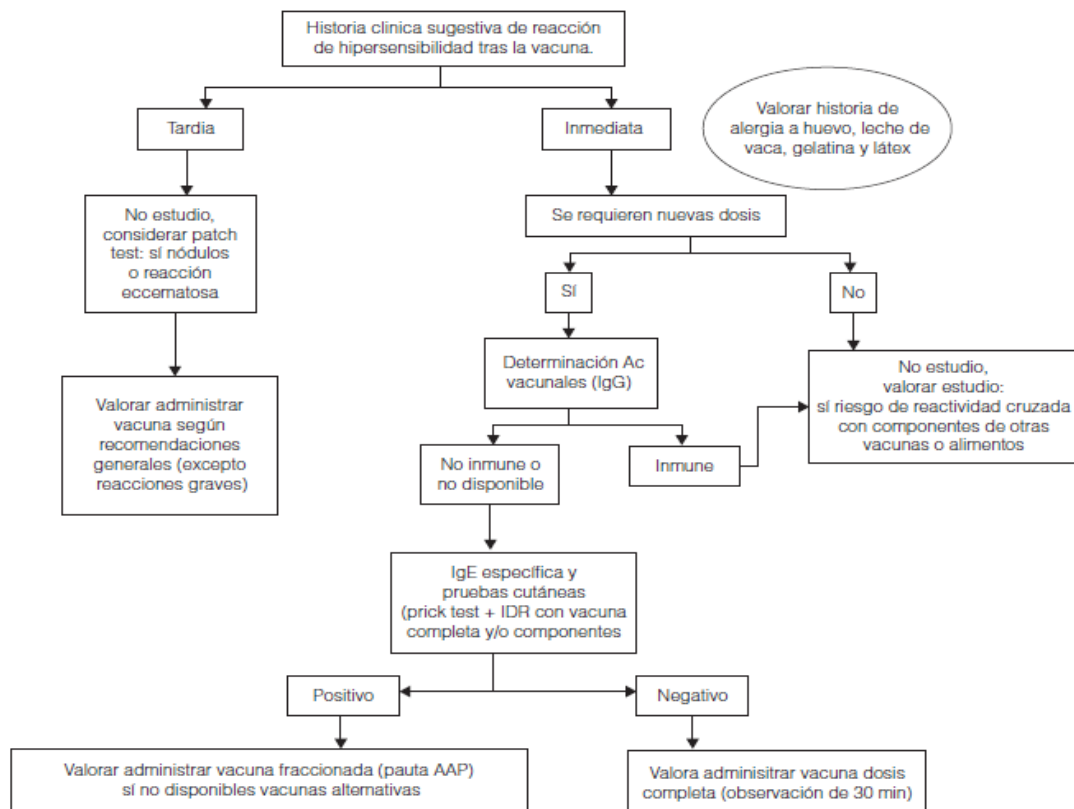 Historia clinica sugestiva de reacción
de hipersensibilidad tras la vacuna.
Tardia
Inmediata
Valorar historia de
alergia a huevo, leche de
vaca, gelatina y látex
No estudio,
considerar patch
test: sí nódulos
o reacción
eccematosa
Se requieren nuevas dosis
Sí
No
Determinación Ac
vacunales (IgG)
No estudio,
valorar estudio:
sí riesgo de reactividad cruzada
con componentes de otras
vacunas o alimentos
Valorar administrar
vacuna según
recomendaciones
generales (excepto
reacciones graves)
No inmune o
no disponible
Inmune
IgE específica y
pruebas cutáneas
(prick test + IDR con vacuna
completa y/o componentes
Positivo
Negativo
Valorar administrar vacuna fraccionada (pauta AAP)
sí no disponibles vacunas alternativas
Valora adminisitrar vacuna dosis
completa (observación de 30 min)